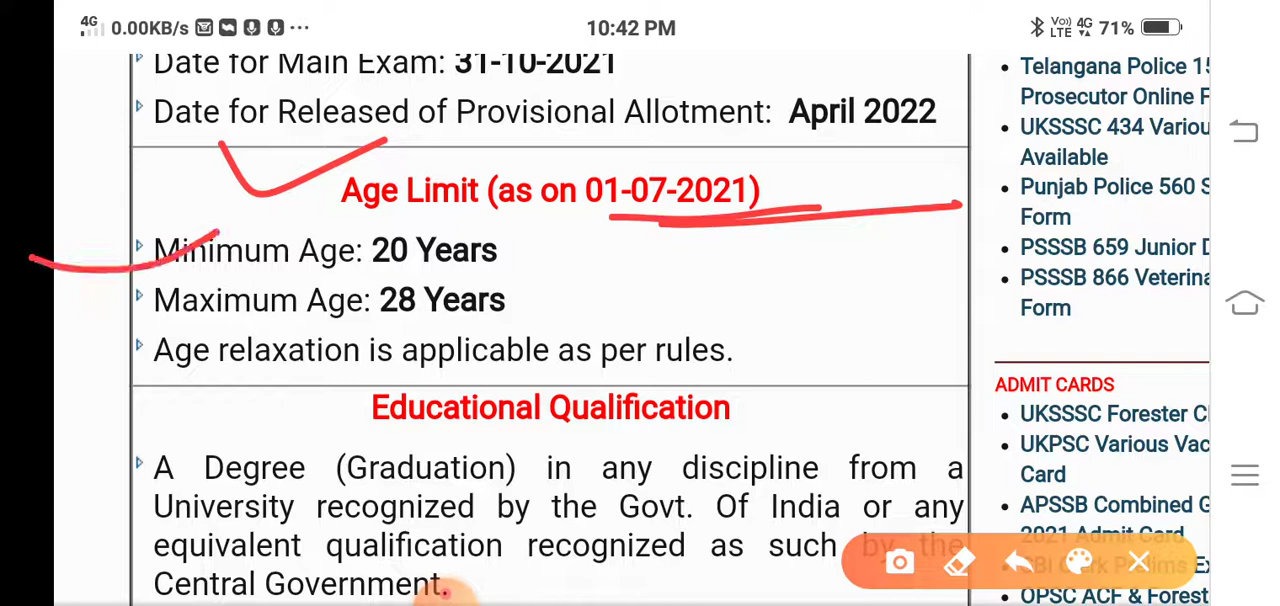 4G 0.00KB/s 10:42 PM Vo)) LTE 4G 71%
Date for Main Exam: 31-10-2021
Date for Released of Provisional Allotment: April 2022
Age Limit (as on 01-07-2021)
Minimum Age: 20 Years
Maximum Age: 28 Years
Age relaxation is applicable as per rules.
Educational Qualification
A Degree (Graduation) in any discipline from a
University recognized by the Govt. Of India or any
equivalent qualification recognized as such by the
Central Government.
Telangana Police
Prosecutor Online F
UKSSSC 434 Variou
Available
Punjab Police 560 S
Form
PSSSB 659 Junior D
PSSSB 866 Veterina
Form
ADMIT CARDS
UKSSSC Forester C
UKPSC Various Vac
Card
APSSB Combined G
2021 Admit Card
Prelims
OPSC ACF & Forest